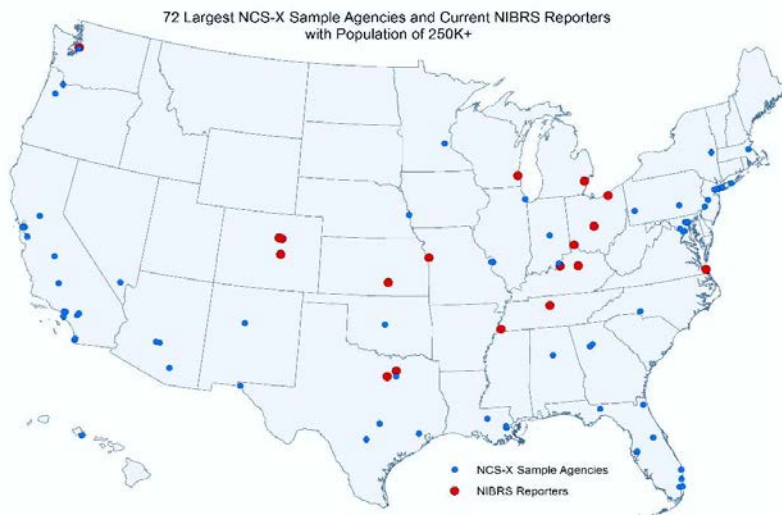 72 Largest NCS-X Sample Agencies and Current NIBRS Reporters
with Population of 250K+
NCS-X Sample Agencies
NIBRS Reporters